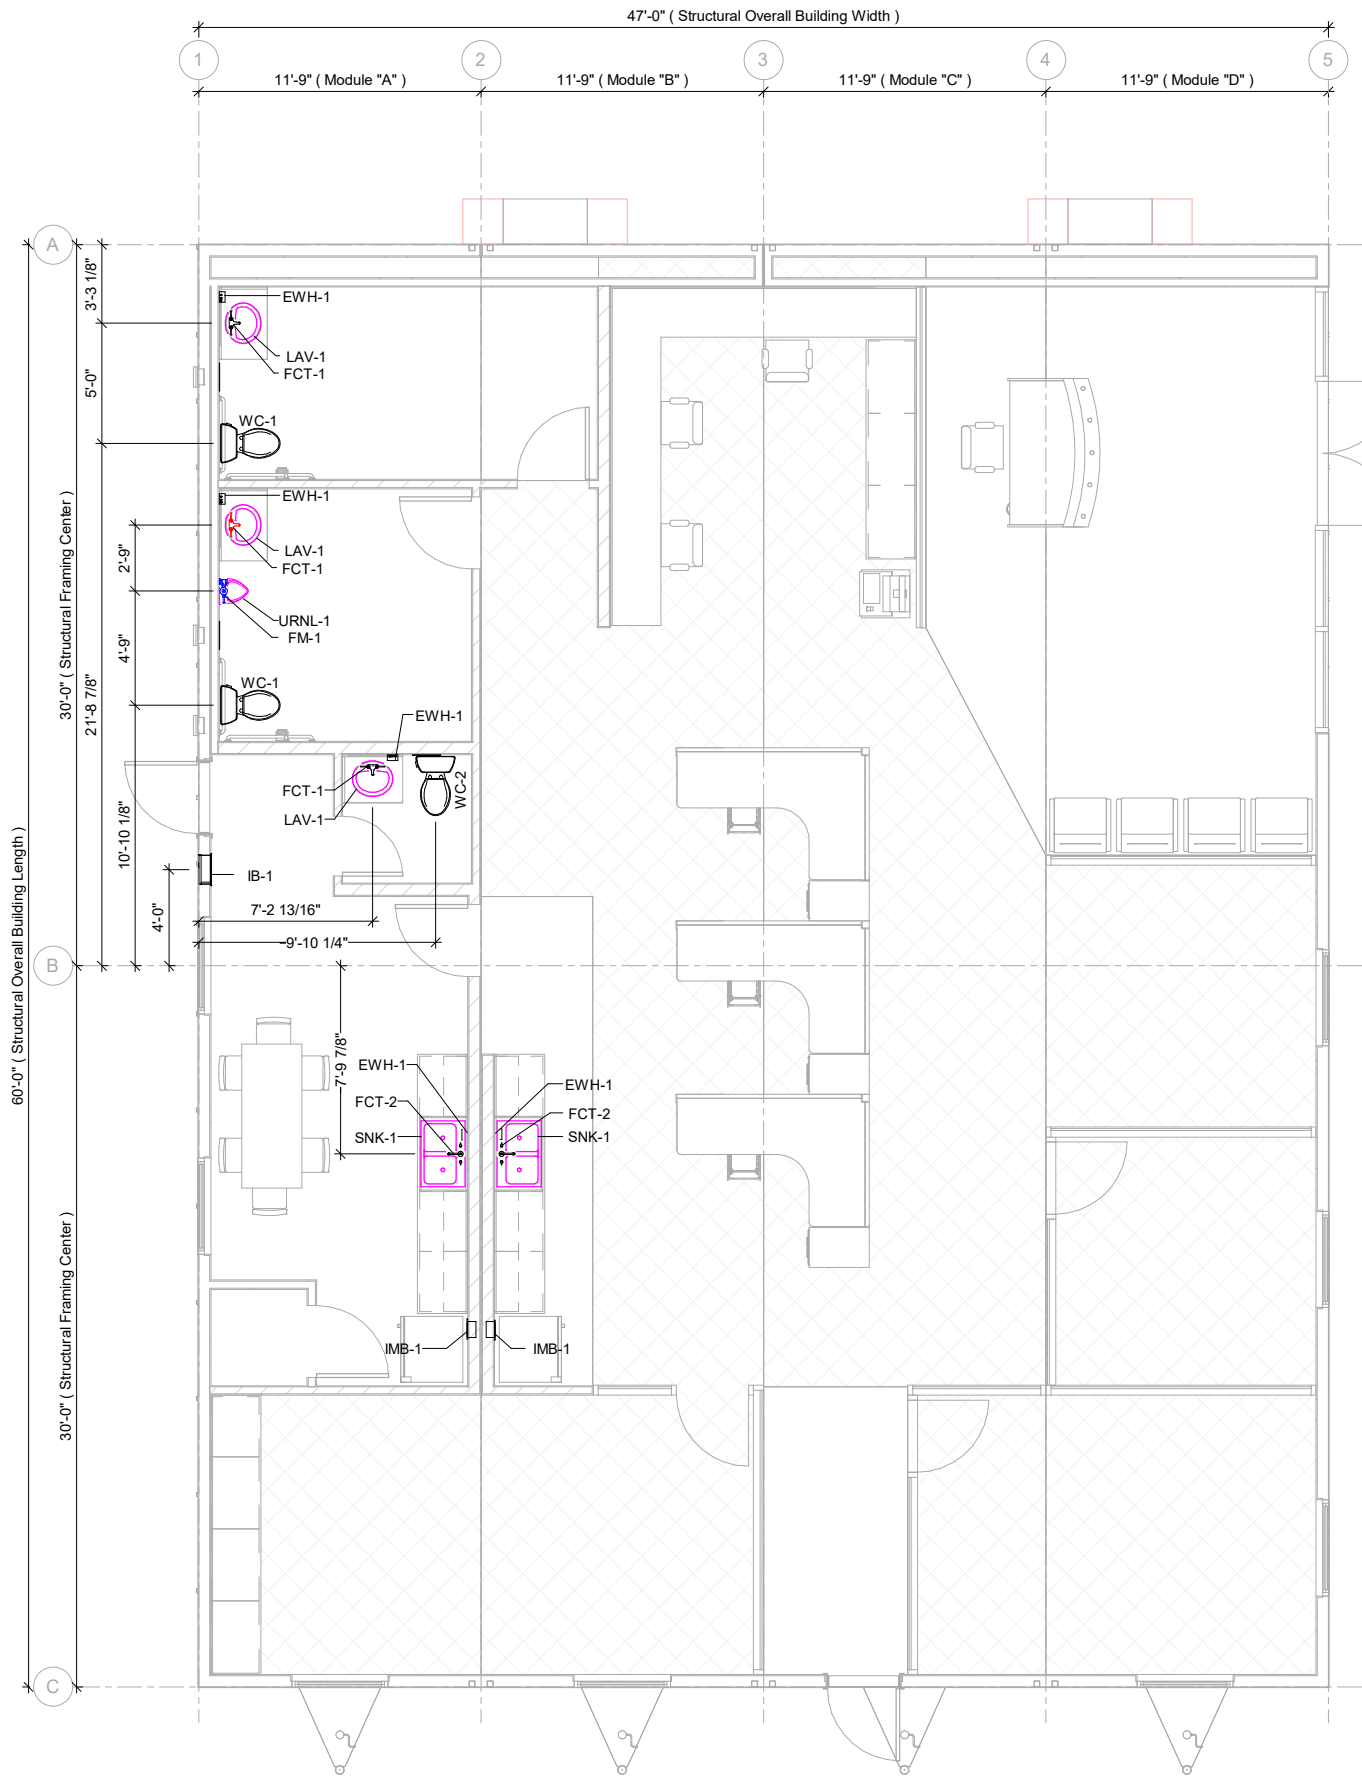 47'-0" ( Structural Overall Building Width )
1
2
3
4
5
11'-9" ( Module "A" )
11'-9" ( Module "B" )
11'-9" ( Module "C" )
11'-9" ( Module "D" )
A
3'-3 1/8"
EWH-1
LAV-1
FCT-1
5'-0"
WC-1
EWH-1
30'-0" ( Structural Framing Center )
2'-9"
LAV-1
FCT-1
URNL-1
FM-1
4'-9"
21'-8 7/8"
WC-1
EWH-1
FCT-1
WC-2
LAV-1
10'-10 1/8"
IB-1
60'-0" ( Structural Overall Building Length )
4'-0"
7'-2 13/16"
9'-10 1/4"
B
7'-9 7/8"
EWH-1
EWH-1
FCT-2
FCT-2
SNK-1
SNK-1
30'-0" ( Structural Framing Center )
IMB-1
IMB-1
C